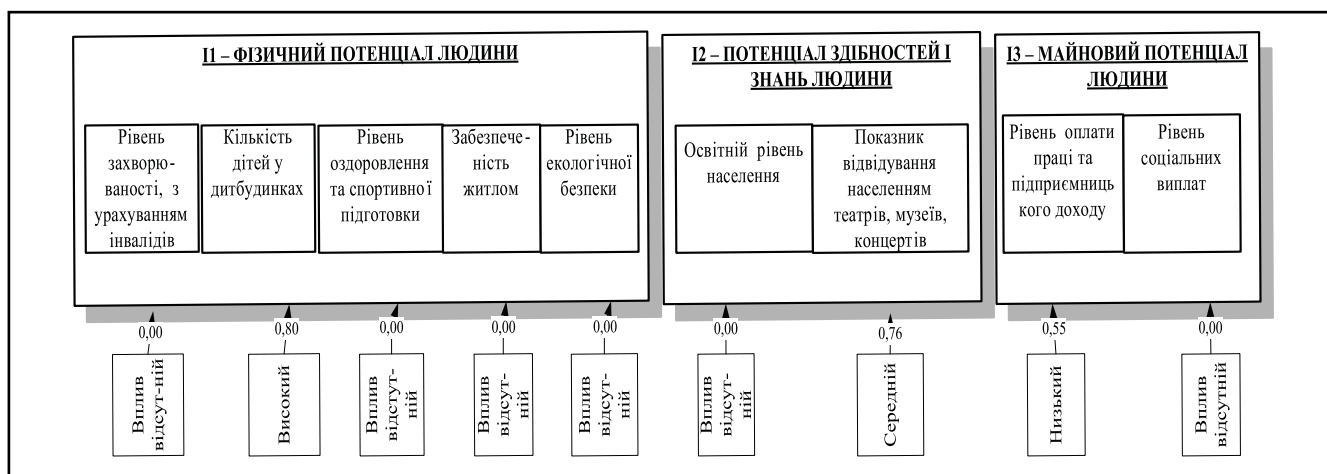 І1 – ФІЗИЧНИЙ ПОТЕНЦІАЛ ЛЮДИНИ
Рівень
захворю-
ваності, з
урахуванням
інвалідів
Кількість
дітей у
дитбудинках
Рівень
оздоровлення
та спортивної
підготовки
Забезпече-
ність
житлом
Рівень
екологічної
безпеки
І2 – ПОТЕНЦІАЛ ЗДІБНОСТЕЙ І
ЗНАНЬ ЛЮДИНИ
Освітній рівень
населення
Показник
відвідування
населенням
театрів, музеїв,
концертів
І3 – МАЙНОВИЙ ПОТЕНЦІАЛ
ЛЮДИНИ
Рівень оплати
праці та
підприємниць
кого доходу
Рівень
соціальних
виплат
0,00
0,80
0,00
0,00
0,00
0,00
0,76
0,55
0,00
Вплив
відсут-ній
Високий
Вплив
відстут-
ній
Вплив
відсут-
ній
Вплив
відсут-
ній
Вплив
відсут-
ній
Середній
Низький
Вплив
відсутній